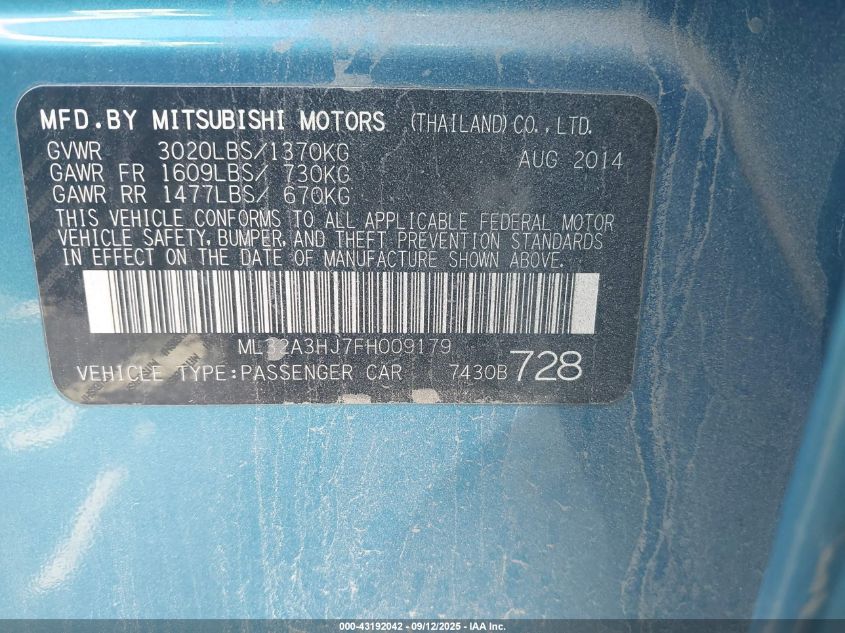 MFD.BY MITSUBISHI MOTORS (THAILAND) CO., LTD.
GVWR 3020LBS/1370KG AUG 2014
GAWR FR 1609LBS/ 730KG
GAWR RR 1477LBS/ 670KG
THIS VEHICLE CONFORMS TO ALL APPLICABLE FEDERAL MOTOR
VEHICLE SAFETY, BUMPER, AND THEFT PREVENTION STANDARDS
IN EFFECT ON THE DATE OF MANUFACTURE SHOWN ABOVE.
ML32A3HJ7FH009179
VEHICLE TYPE:PASSENGER CAR 7430B 728
000-43192042 - 09/12/2025 - IAA Inc.